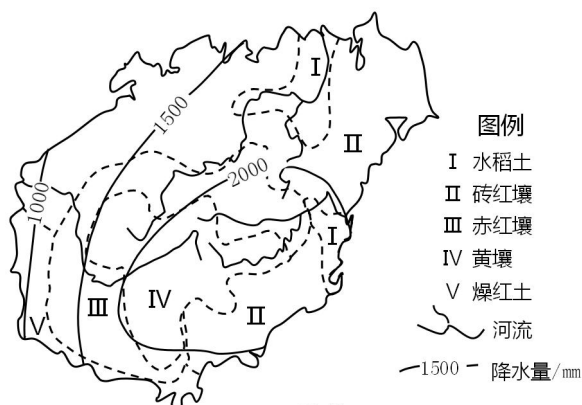 Ⅰ
1500
Ⅱ
2000
1000
Ⅰ
Ⅲ
Ⅳ
Ⅱ
Ⅴ
图例
Ⅰ 水稻土
Ⅱ 砖红壤
Ⅲ 赤红壤
Ⅳ 黄壤
Ⅴ 燥红土
河流
1500 降水量/mm